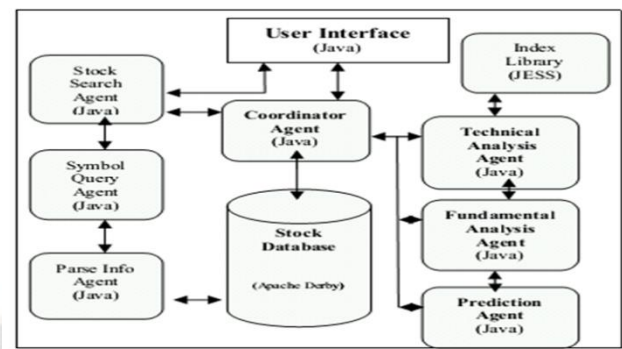 User Interface
(Java)
Stock
Search
Agent
(Java)
Index
Library
(JESS)
Coordinator
Agent
(Java)
Technical
Analysis
Agent
(Java)
Symbol
Query
Agent
(Java)
Stock
Database
(Apache Derby)
Fundamental
Analysis
Agent
(Java)
Parse Info
Agent
(Java)
Prediction
Agent
(Java)